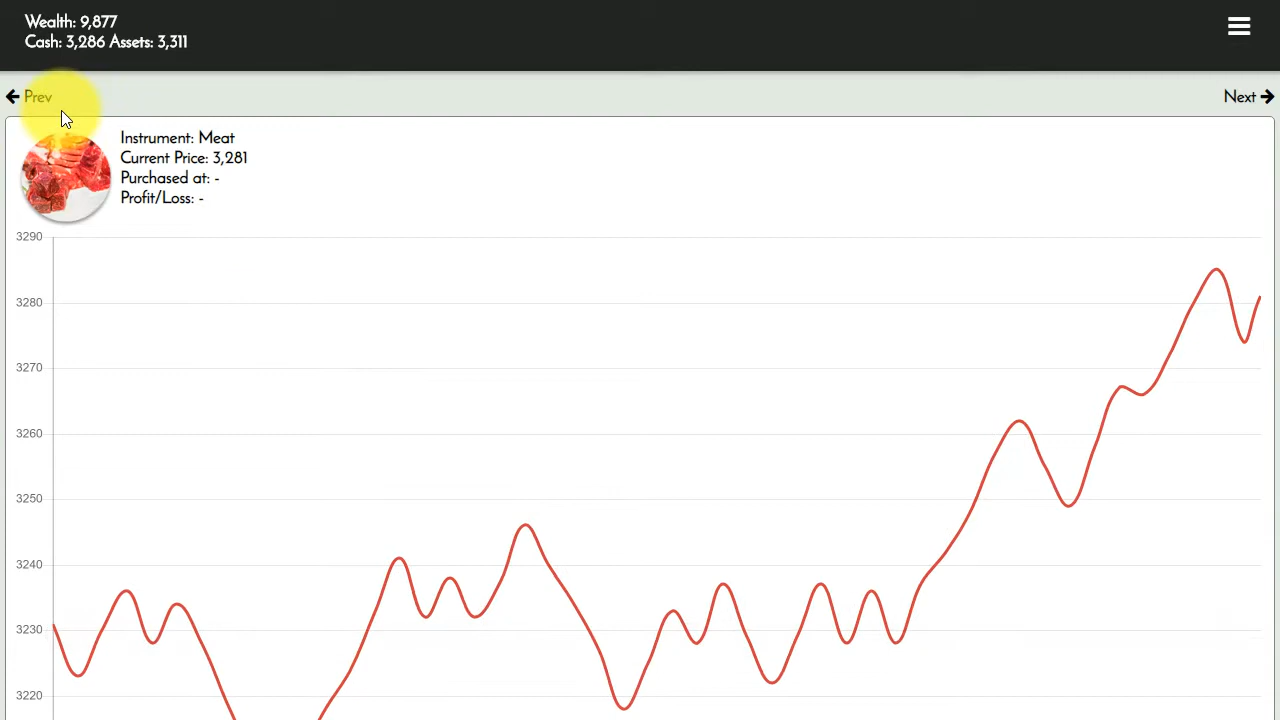 Wealth: 9,877
Cash: 3,286 Assets: 3,311
Prev
Next
Instrument: Meat
Current Price: 3,281
Purchased at: -
Profit/Loss: -
3290
3280
3270
3260
3250
3240
3230
3220